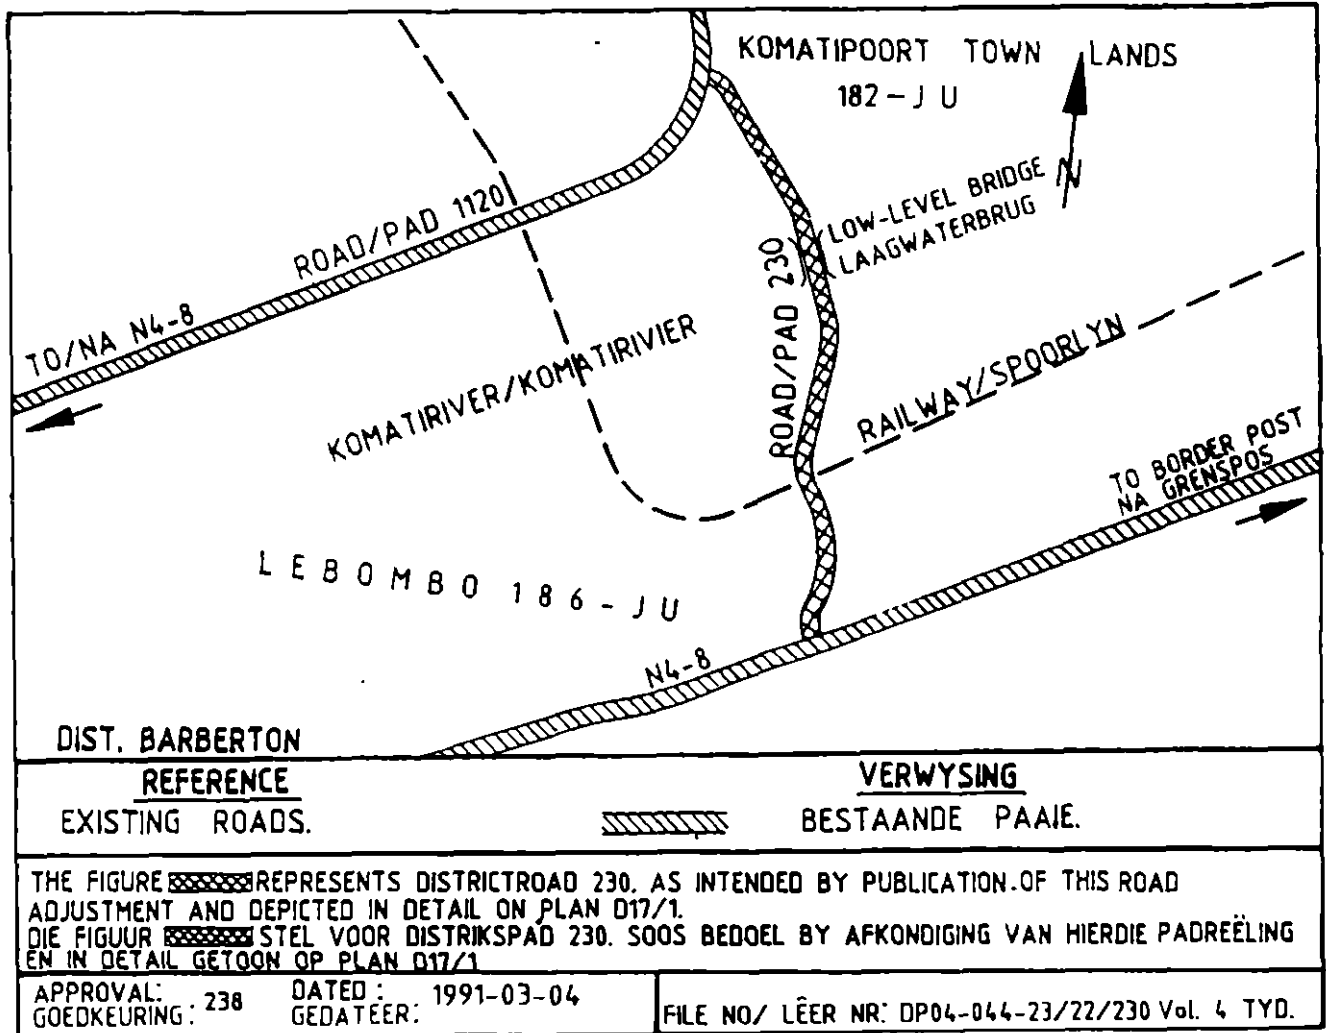 KOMATIPOORT TOWN LANDS
182-JU
N
LOW-LEVEL BRIDGE
LAAGWATERBRUG
ROAD/PAD 1120
ROAD/PAD 230
TO/NA N4-8
KOMATIRIVER/KOMATIRIVIER
RAILWAY/SPOORLYN
TO BORDER POST
NA GRENSPOS
LEBOMBO 186-JU
N4-8
DIST. BARBERTON
REFERENCE
VERWYSING
EXISTING ROADS.
BESTAANDE PAAIE.
THE FIGURE REPRESENTS DISTRICTROAD 230. AS INTENDED BY PUBLICATION.OF THIS ROAD
ADJUSTMENT AND DEPICTED IN DETAIL ON PLAN D17/1.
DIE FIGUUR STEL VOOR DISTRIKSPAD 230. SOOS BEDOEL BY AFKONDIGING VAN HIERDIE PADREËLING
EN IN DETAIL GETOON OP PLAN D17/1
APPROVAL: 238 DATED: 1991-03-04
GOEDKEURING: GEDATEER:
FILE NO/ LÊER NR: DP04-044-23/22/230 Vol. 4 TYD.